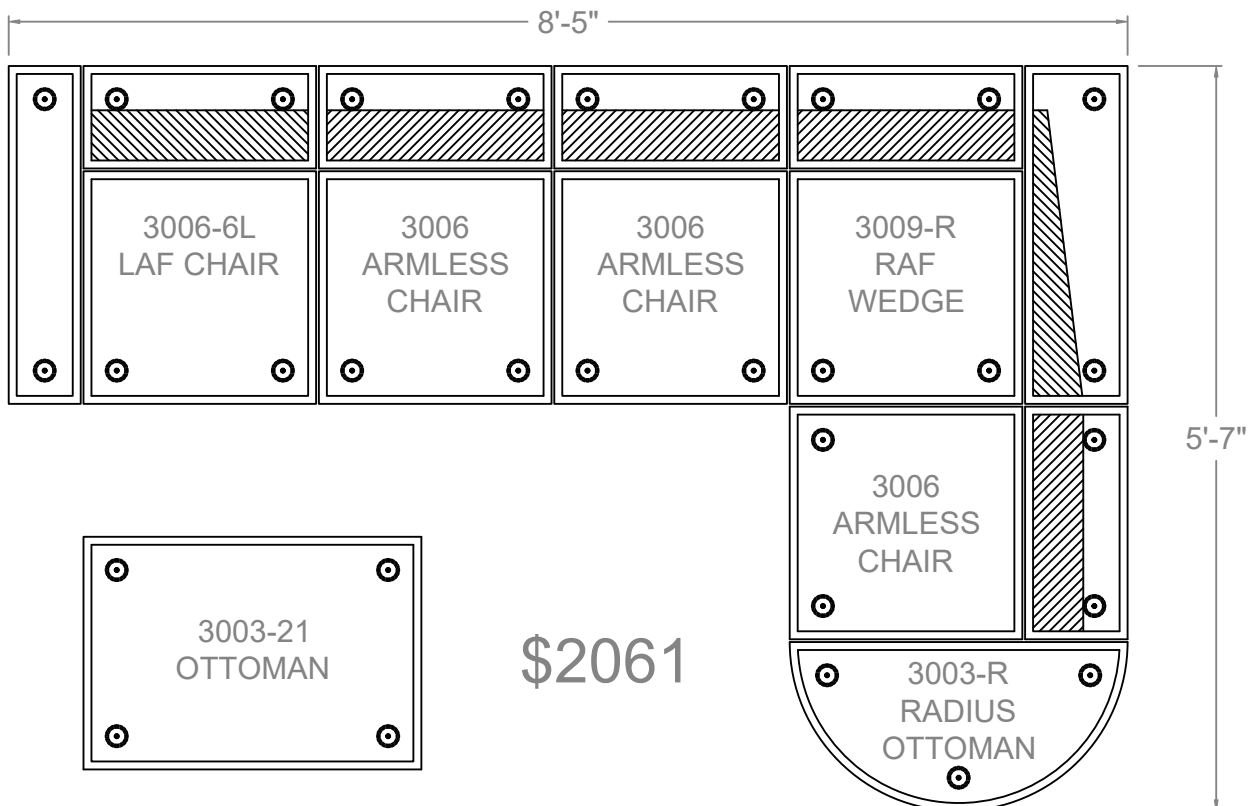 8'-5"
3006-6L
LAF CHAIR
3006
ARMLESS
CHAIR
3006
ARMLESS
CHAIR
3009-R
RAF
WEDGE
5'-7"
3006
ARMLESS
CHAIR
3003-21
OTTOMAN
$2061
3003-R
RADIUS
OTTOMAN